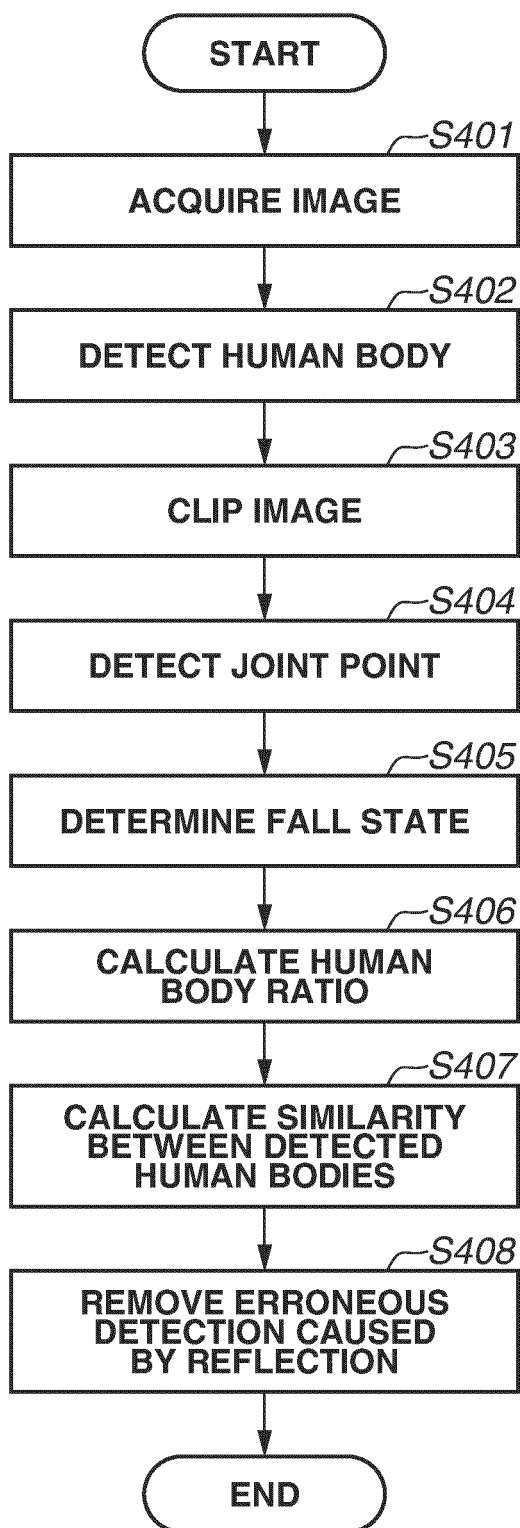 START
S401
ACQUIRE IMAGE
S402
DETECT HUMAN BODY
S403
CLIP IMAGE
S404
DETECT JOINT POINT
S405
DETERMINE FALL STATE
S406
CALCULATE HUMAN
BODY RATIO
S407
CALCULATE SIMILARITY
BETWEEN DETECTED
HUMAN BODIES
S408
REMOVE ERRONEOUS
DETECTION CAUSED
BY REFLECTION
END